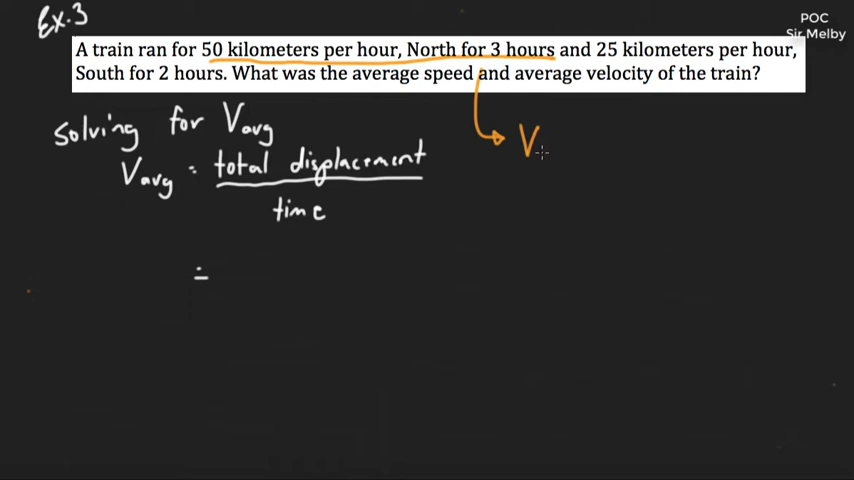 Ex. 3
POC
Sir.Melby
A train ran for 50 kilometers per hour, North for 3 hours and 25 kilometers per hour,
South for 2 hours. What was the average speed and average velocity of the train?
Solving for Vavg
V
Vavg = total displacement
time
=